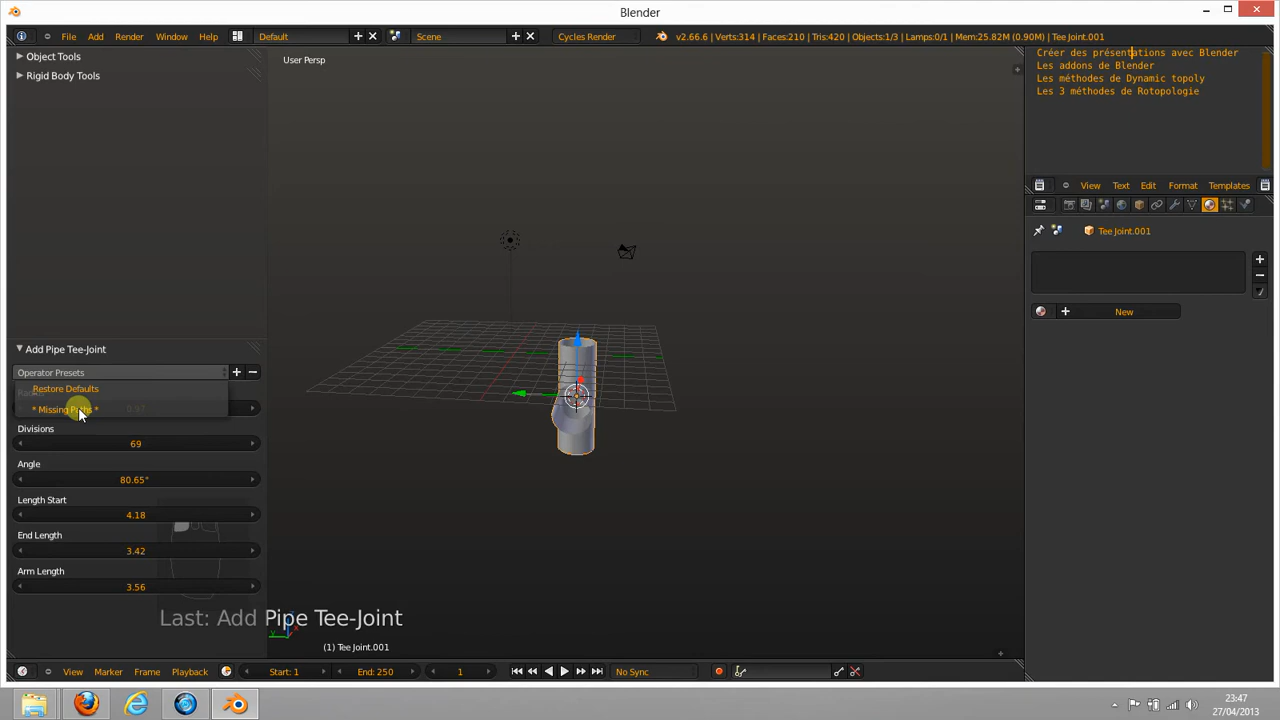 Blender
File Add Render Window Help Default Scene Cycles Render v2.66.6 | Verts:314 | Faces:210 | Tris:420 | Objects:1/3 | Lamps:0/1 | Mem:25.82M (0.90M) | Tee Joint.001
Object Tools
Rigid Body Tools
User Persp
Créer des présentations avec Blender
Les addons de Blender
Les méthodes de Dynamic topoly
Les 3 méthodes de Rotopologie
View Text Edit Format Templates
Tee Joint.001
New
Add Pipe Tee-Joint
Operator Presets
Restore Defaults
* Missing Paths *
0.97
Divisions
69
Angle
80.65°
Length Start
4.18
End Length
3.42
Arm Length
3.56
Last: Add Pipe Tee-Joint
(1) Tee Joint.001
View Marker Frame Playback Start: 1 End: 250 1 No Sync
23:47
27/04/2013